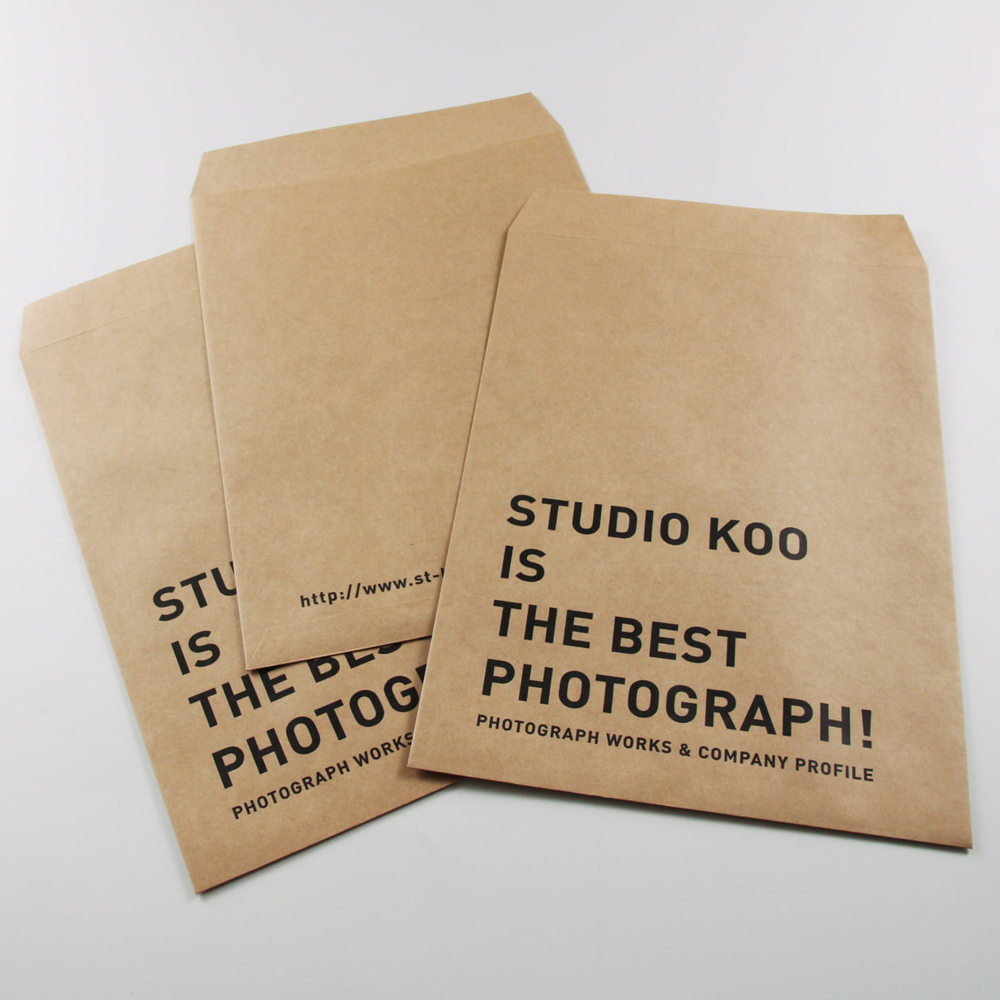 STUDIO KOO
IS
THE BEST
PHOTOGRAPH!
PHOTOGRAPH WORKS & COMPANY PROFILE
http://www.st-
STU
IS
THE BES
PHOTOG
PHOTOGRAPH WORKS